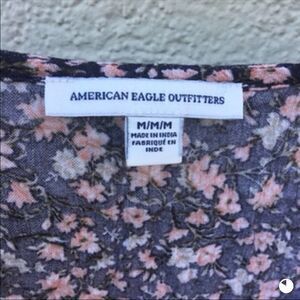 AMERICAN EAGLE OUTFITTERS
M/M/M
MADE IN INDIA
FABRIQUÉ EN
INDE